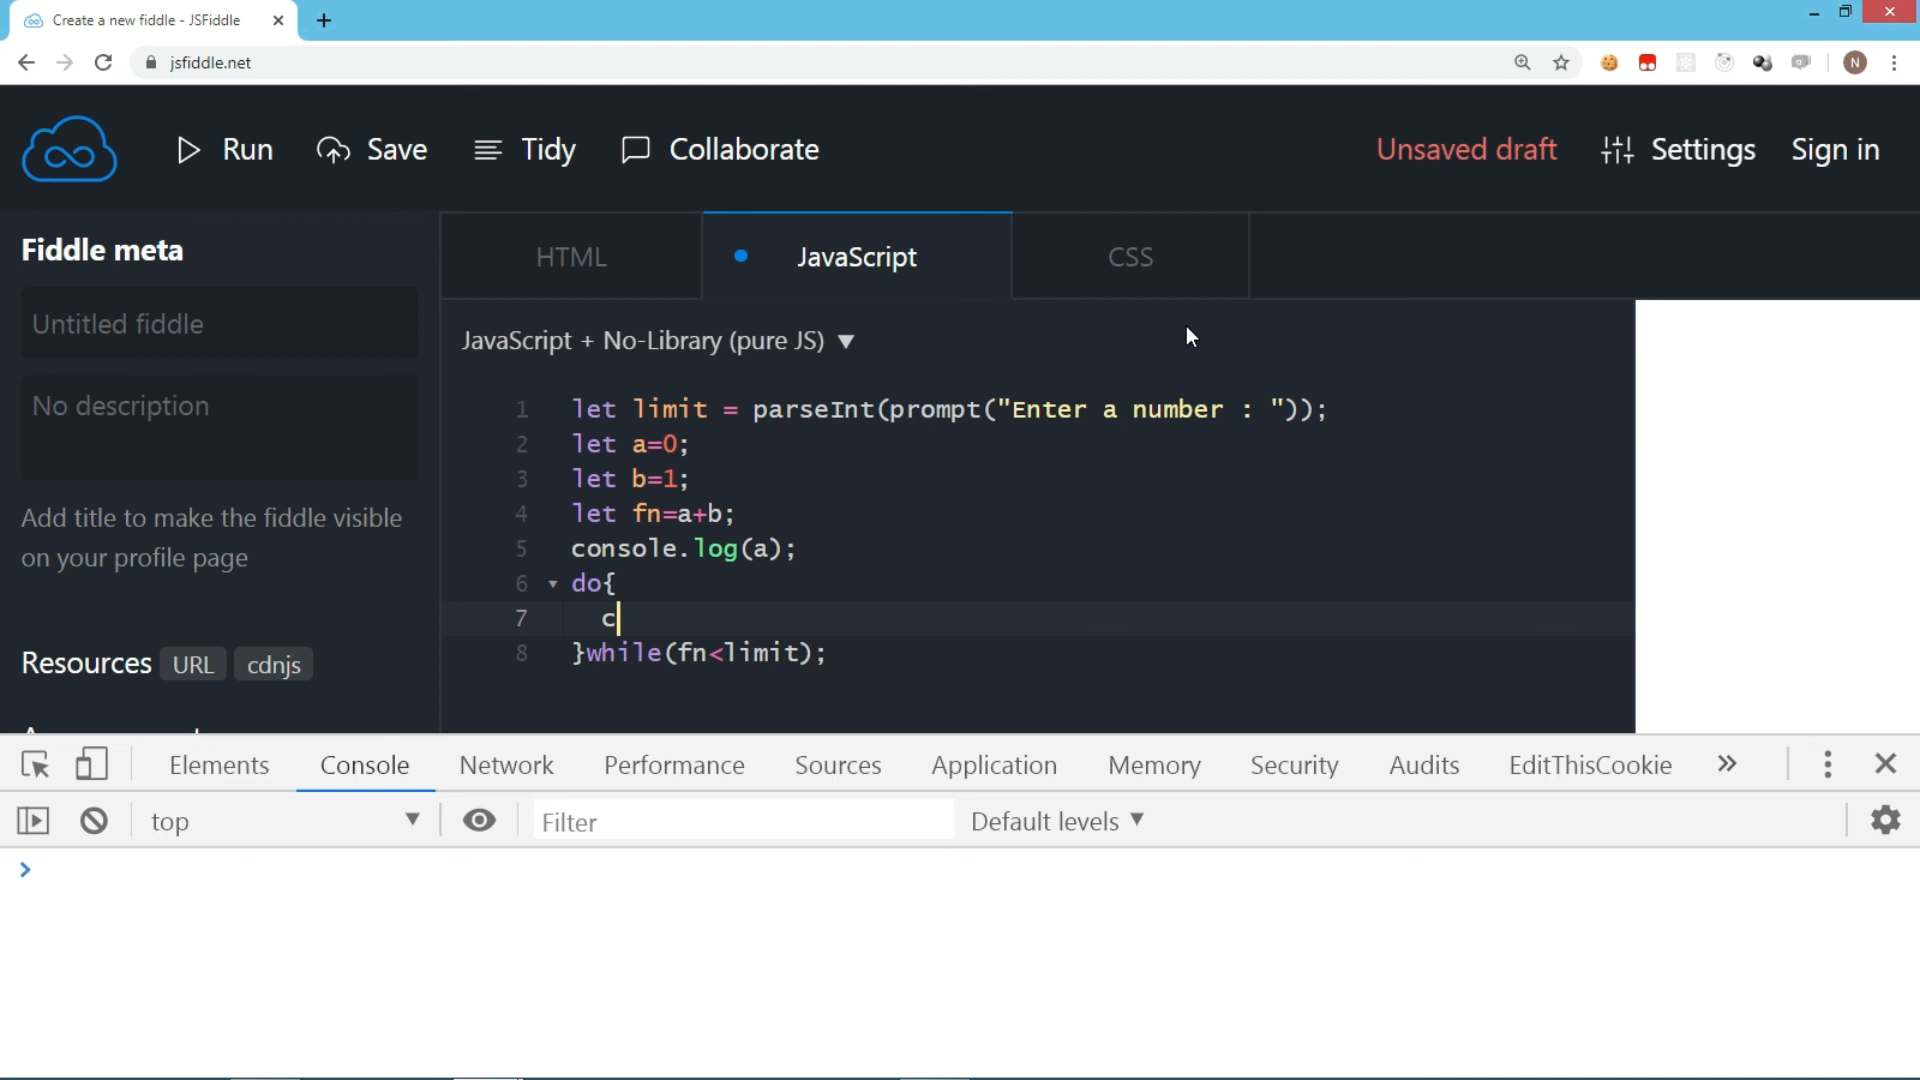 Create a new fiddle - JSFiddle
jsfiddle.net
N
Run
Save
Tidy
Collaborate
Unsaved draft
Settings
Sign in
Fiddle meta
Untitled fiddle
No description
Add title to make the fiddle visible
on your profile page
Resources URL cdnjs
HTML
JavaScript
CSS
JavaScript + No-Library (pure JS) ▼
1 let limit = parseInt(prompt("Enter a number : "));
2 let a=0;
3 let b=1;
4 let fn=a+b;
5 console.log(a);
6 do{
7 c
8 }while(fn<limit);
Elements Console Network Performance Sources Application Memory Security Audits EditThisCookie »
top
Filter
Default levels ▼
>